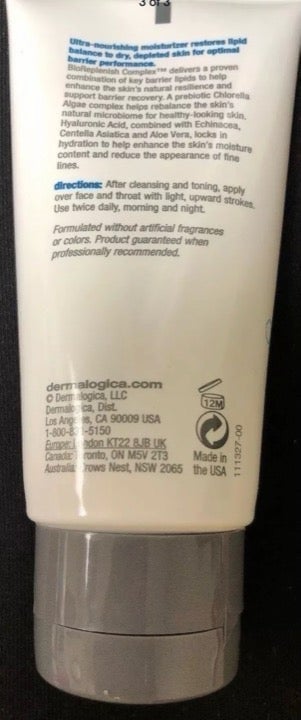 3 of 3
Ultra-nourishing moisturizer restores lipid
balance to dry, depleted skin for optimal
barrier performance.
BioReplenish Complex™ delivers a proven
combination of key barrier lipids to help
enhance the skin's natural resilience and
support barrier recovery. A prebiotic Chlorella
Algae complex helps rebalance the skin's
natural microbiome for healthy-looking skin.
Hyaluronic Acid, combined with Echinacea,
Centella Asiatica and Aloe Vera, locks in
hydration to help enhance the skin's moisture
content and reduce the appearance of fine
lines.
directions: After cleansing and toning, apply
over face and throat with light, upward strokes.
Use twice daily, morning and night.
Formulated without artificial fragrances
or colors. Product guaranteed when
professionally recommended.
dermalogica.com
© Dermalogica, LLC
Dermalogica, Dist.
Los Angeles, CA 90009 USA
1-800-831-5150
Europe: London KT22 8JB UK
Canada: Toronto, ON M5V 2T3
Australia: Crows Nest, NSW 2065
12M
Made in
the USA
111327-00